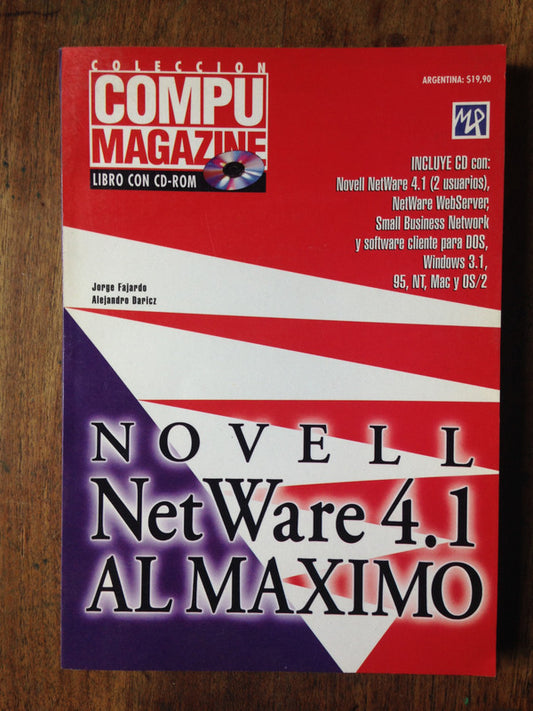 COLECCION
COMPU
MAGAZINE
LIBRO CON CD-ROM
ARGENTINA: $19,90
MP
INCLUYE CD con:
Novell NetWare 4.1 (2 usuarios),
NetWare WebServer,
Small Business Network
y software cliente para DOS,
Windows 3.1,
95, NT, Mac y OS/2
Jorge Fajardo
Alejandro Baricz
NOVELL
NetWare 4.1
AL MAXIMO